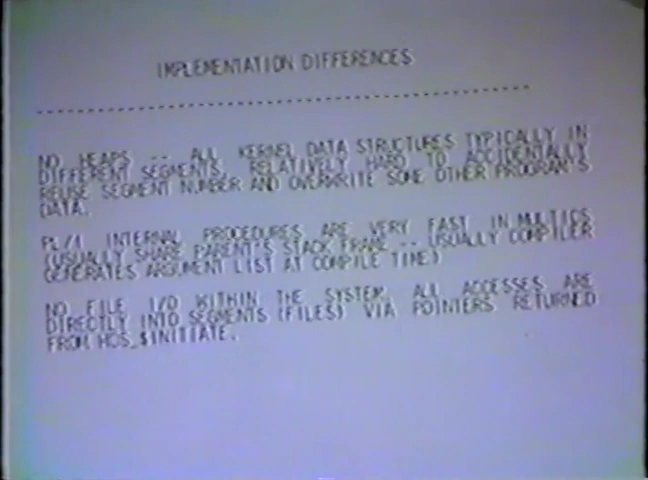 IMPLEMENTATION DIFFERENCES
NO HEAPS -- ALL KERNEL DATA STRUCTURES TYPICALLY IN
DIFFERENT SEGMENTS. RELATIVELY HARD TO ACCIDENTALLY
REUSE SEGMENT NUMBER AND OVERWRITE SOME OTHER PROGRAM'S
DATA.
PL/1 INTERNAL PROCEDURES ARE VERY FAST IN MULTICS
(USUALLY SHARE PARENT'S STACK FRAME -- USUALLY COMPILER
GENERATES ARGUMENT LIST AT COMPILE TIME)
NO FILE I/O WITHIN THE SYSTEM. ALL ACCESSES ARE
DIRECTLY INTO SEGMENTS (FILES) VIA POINTERS RETURNED
FROM HCS_$INITIATE.